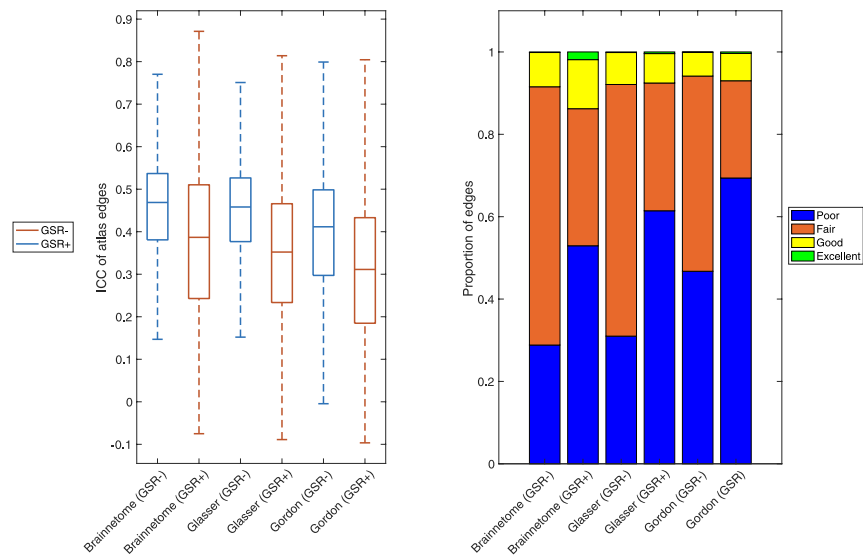 GSR-
GSR+
ICC of atlas edges
0.9
0.8
0.7
0.6
0.5
0.4
0.3
0.2
0.1
0
-0.1
Brainnetome (GSR-)
Brainnetome (GSR+)
Glasser (GSR-)
Glasser (GSR+)
Gordon (GSR-)
Gordon (GSR+)
Proportion of edges
1
0.8
0.6
0.4
0.2
0
Brainnetome (GSR-)
Brainnetome (GSR+)
Glasser (GSR-)
Glasser (GSR+)
Gordon (GSR-)
Gordon (GSR)
Poor
Fair
Good
Excellent